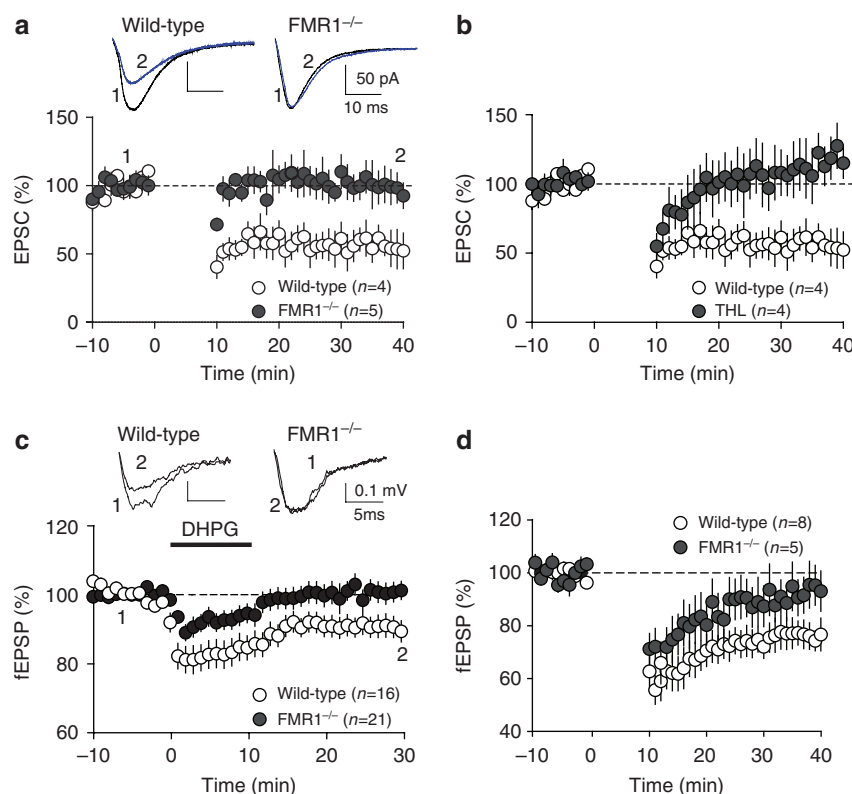 a
Wild-type
FMR1−/−
1
2
1
2
50 pA
10 ms
EPSC (%)
150
100
50
0
1
2
Wild-type (n=4)
FMR1−/− (n=5)
−10
0
10
20
30
40
Time (min)
b
EPSC (%)
150
100
50
0
Wild-type (n=4)
THL (n=4)
−10
0
10
20
30
40
Time (min)
c
Wild-type
FMR1−/−
2
1
1
2
0.1 mV
5ms
fEPSP (%)
120
100
80
60
DHPG
1
2
Wild-type (n=16)
FMR1−/− (n=21)
−10
0
10
20
30
Time (min)
d
fEPSP (%)
120
100
80
60
40
Wild-type (n=8)
FMR1−/− (n=5)
−10
0
10
20
30
40
Time (min)